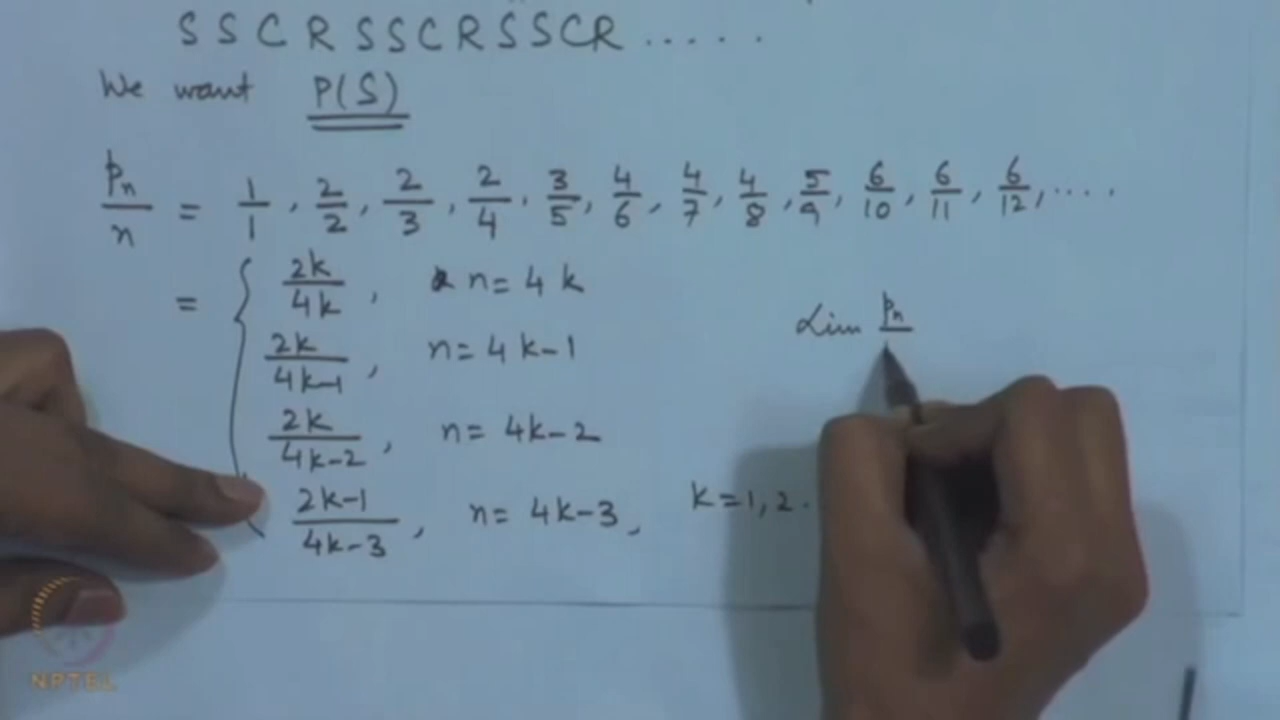 S S C R S S C R S S C R . . . . .
We want P(S)
pₙ/n = 1/1, 2/2, 2/3, 2/4, 3/5, 4/6, 4/7, 4/8, 5/9, 6/10, 6/11, 6/12, ....
= { 2k/4k, n = 4k
2k/4k-1, n = 4k-1
Lim pₙ
2k/4k-2, n = 4k-2
2k-1/4k-3, n = 4k-3, k = 1, 2 .
NPTEL